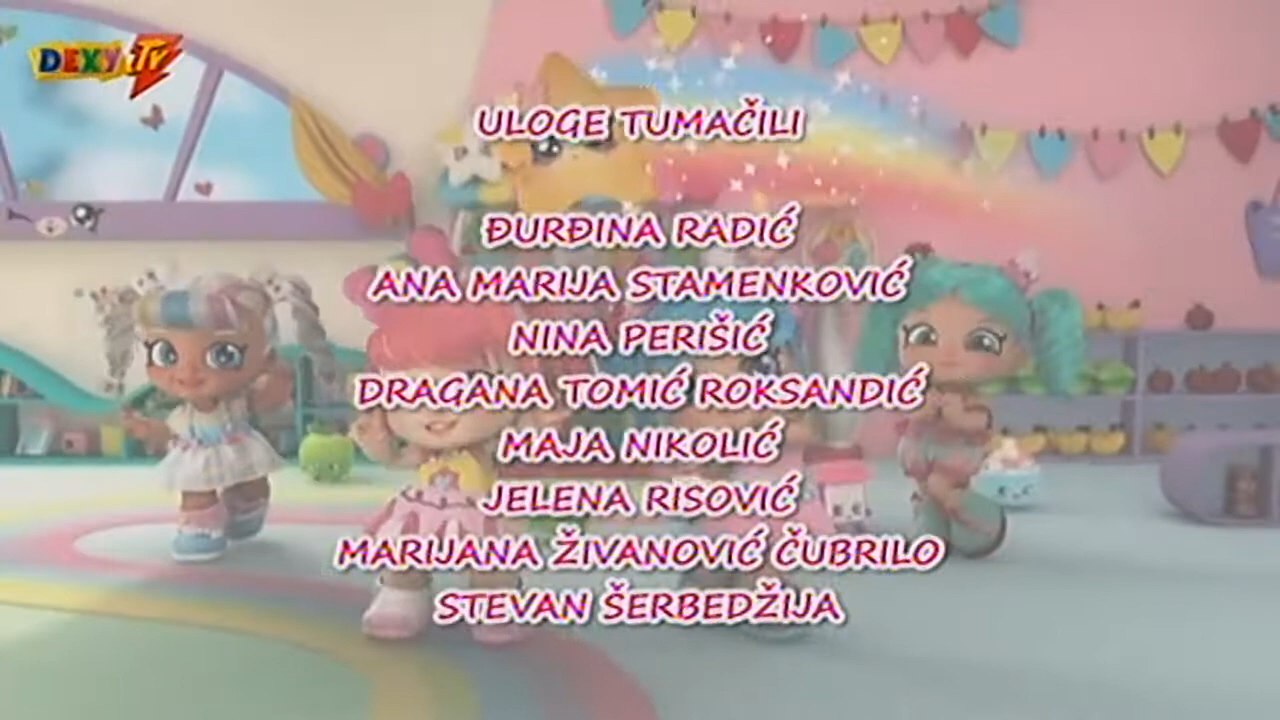 DEXY TV
ULOGE TUMAČILI
ĐURĐINA RADIĆ
ANA MARIJA STAMENKOVIĆ
NINA PERIŠIĆ
DRAGANA TOMIĆ ROKSANDIĆ
MAJA NIKOLIĆ
JELENA RISOVIĆ
MARIJANA ŽIVANOVIĆ ČUBRILO
STEVAN ŠERBEDŽIJA